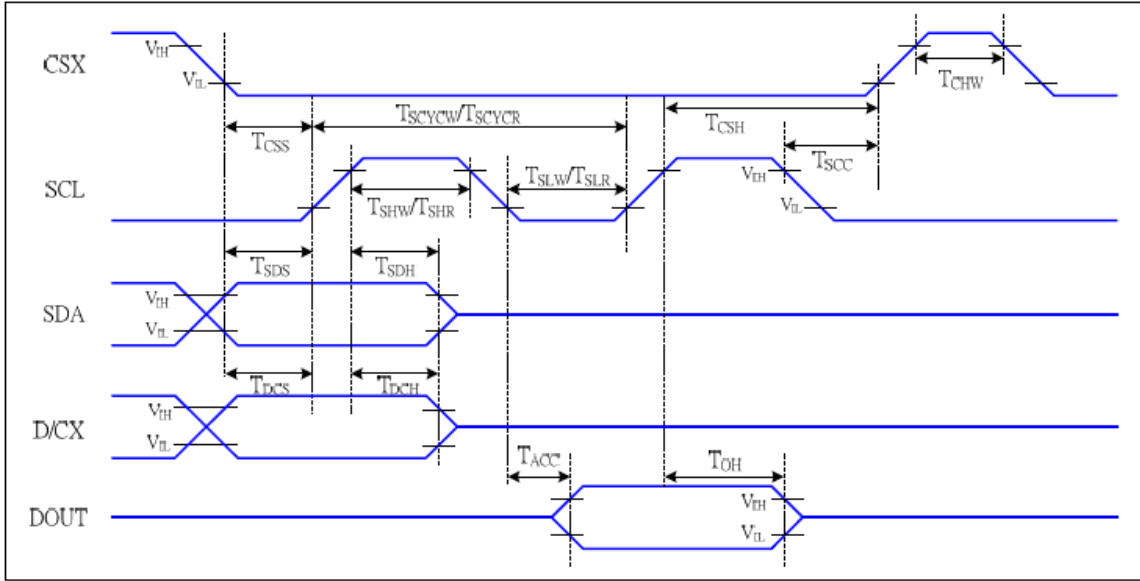 CSX
VIH
VIL
TCHW
TSCYCW/TSCYCR
TCSH
TCSS
TSCC
SCL
TSLW/TSLR
VIH
TSHW/TSHR
VIL
TSDS
TSDH
SDA
VIH
VIL
TDCS
TDCH
D/CX
VIH
VIL
TACC
TOH
DOUT
VIH
VIL